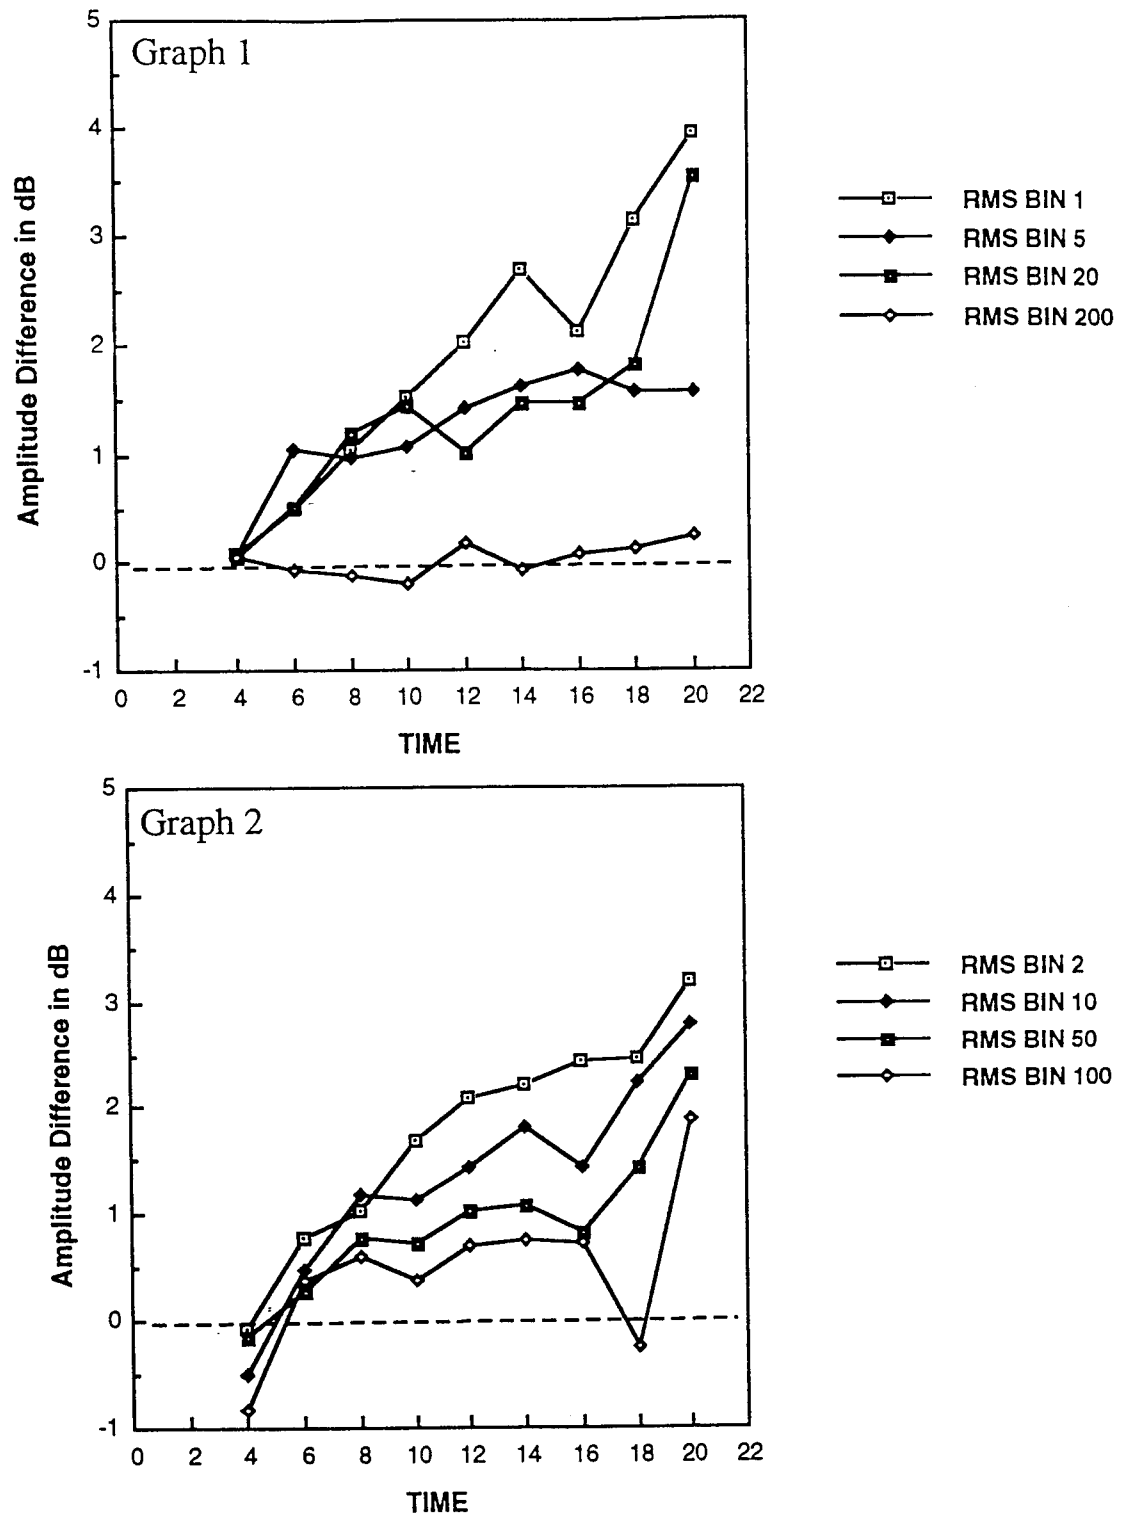 Graph 1
5
4
3
2
1
0
-1
Amplitude Difference in dB
0 2 4 6 8 10 12 14 16 18 20 22
TIME
RMS BIN 1
RMS BIN 5
RMS BIN 20
RMS BIN 200
Graph 2
5
4
3
2
1
0
-1
Amplitude Difference in dB
0 2 4 6 8 10 12 14 16 18 20 22
TIME
RMS BIN 2
RMS BIN 10
RMS BIN 50
RMS BIN 100